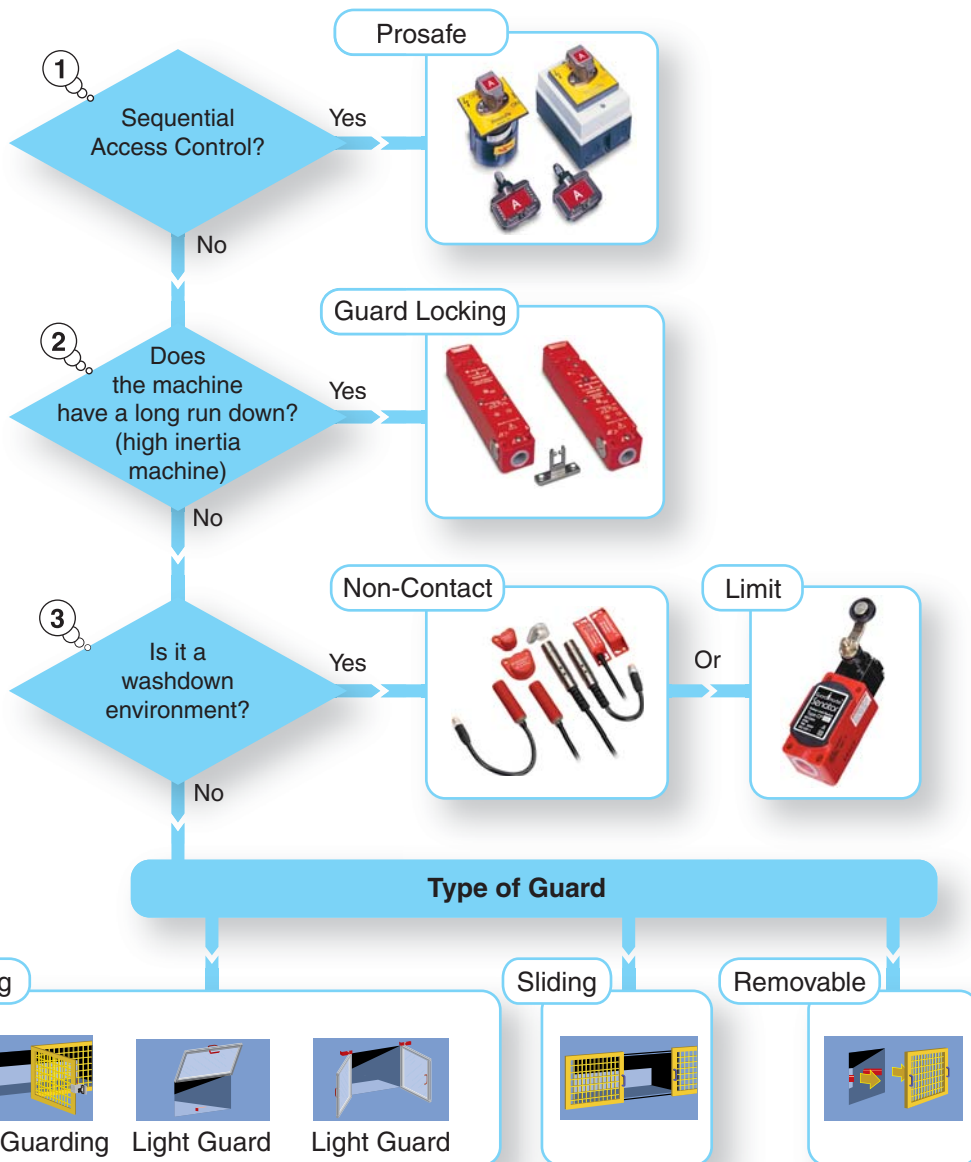 Prosafe
1
Sequential
Access Control?
Yes
A
A
A
A
No
Guard Locking
2
Does
the machine
have a long run down?
(high inertia
machine)
Yes
No
Non-Contact
Limit
3
Is it a
washdown
environment?
Yes
Or
No
Type of Guard
g
Sliding
Removable
Guarding
Light Guard
Light Guard